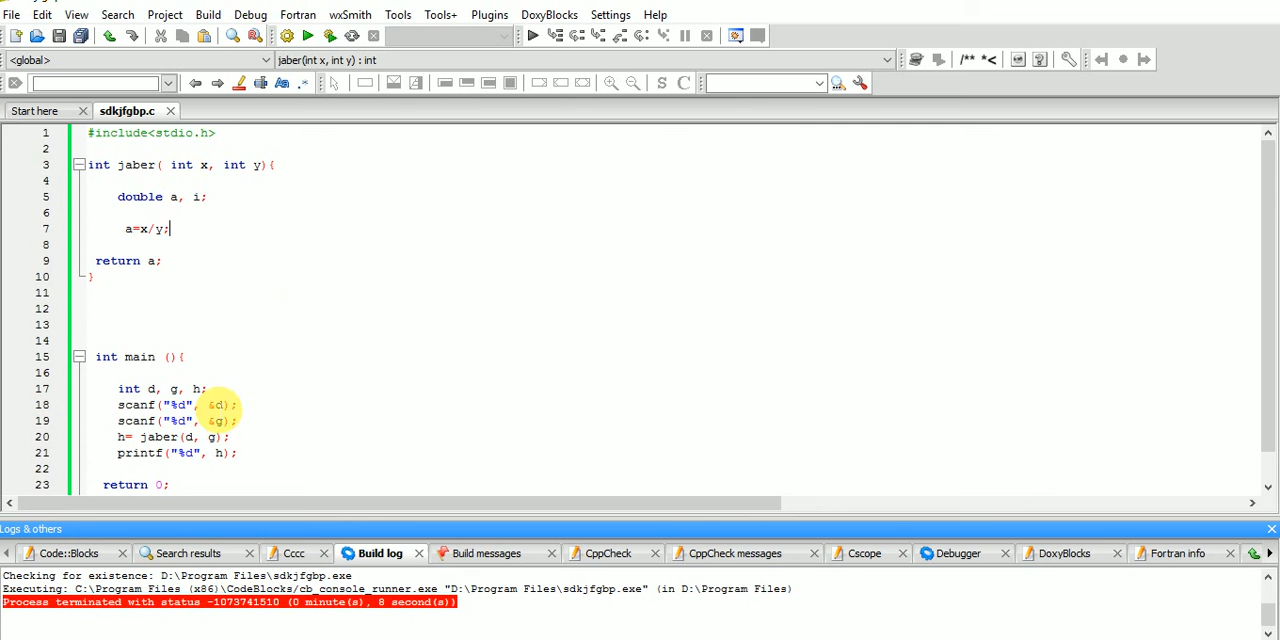 File Edit View Search Project Build Debug Fortran wxSmith Tools Tools+ Plugins DoxyBlocks Settings Help
<global> jaber(int x, int y) : int /** *<
S C
Start here sdkjfgbp.c
1 #include<stdio.h>
2
3 int jaber( int x, int y){
4
5 double a, i;
6
7 a=x/y;
8
9 return a;
10 }
11
12
13
14
15 int main (){
16
17 int d, g, h;
18 scanf("%d", &d);
19 scanf("%d", &g);
20 h= jaber(d, g);
21 printf("%d", h);
22
23 return 0;
Logs & others
Code::Blocks Search results Cccc Build log Build messages CppCheck CppCheck messages Cscope Debugger DoxyBlocks Fortran info
Checking for existence: D:\Program Files\sdkjfgbp.exe
Executing: C:\Program Files (x86)\CodeBlocks/cb_console_runner.exe "D:\Program Files\sdkjfgbp.exe" (in D:\Program Files)
Process terminated with status -1073741510 (0 minute(s), 8 second(s))